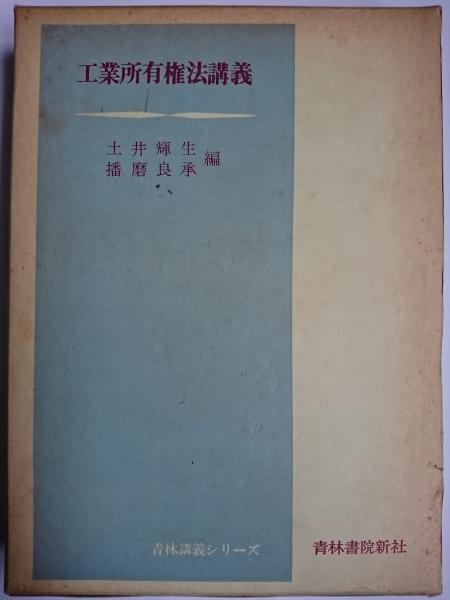 工業所有権法講義
土井輝生
播磨良承 編
青林講義シリーズ
青林書院新社